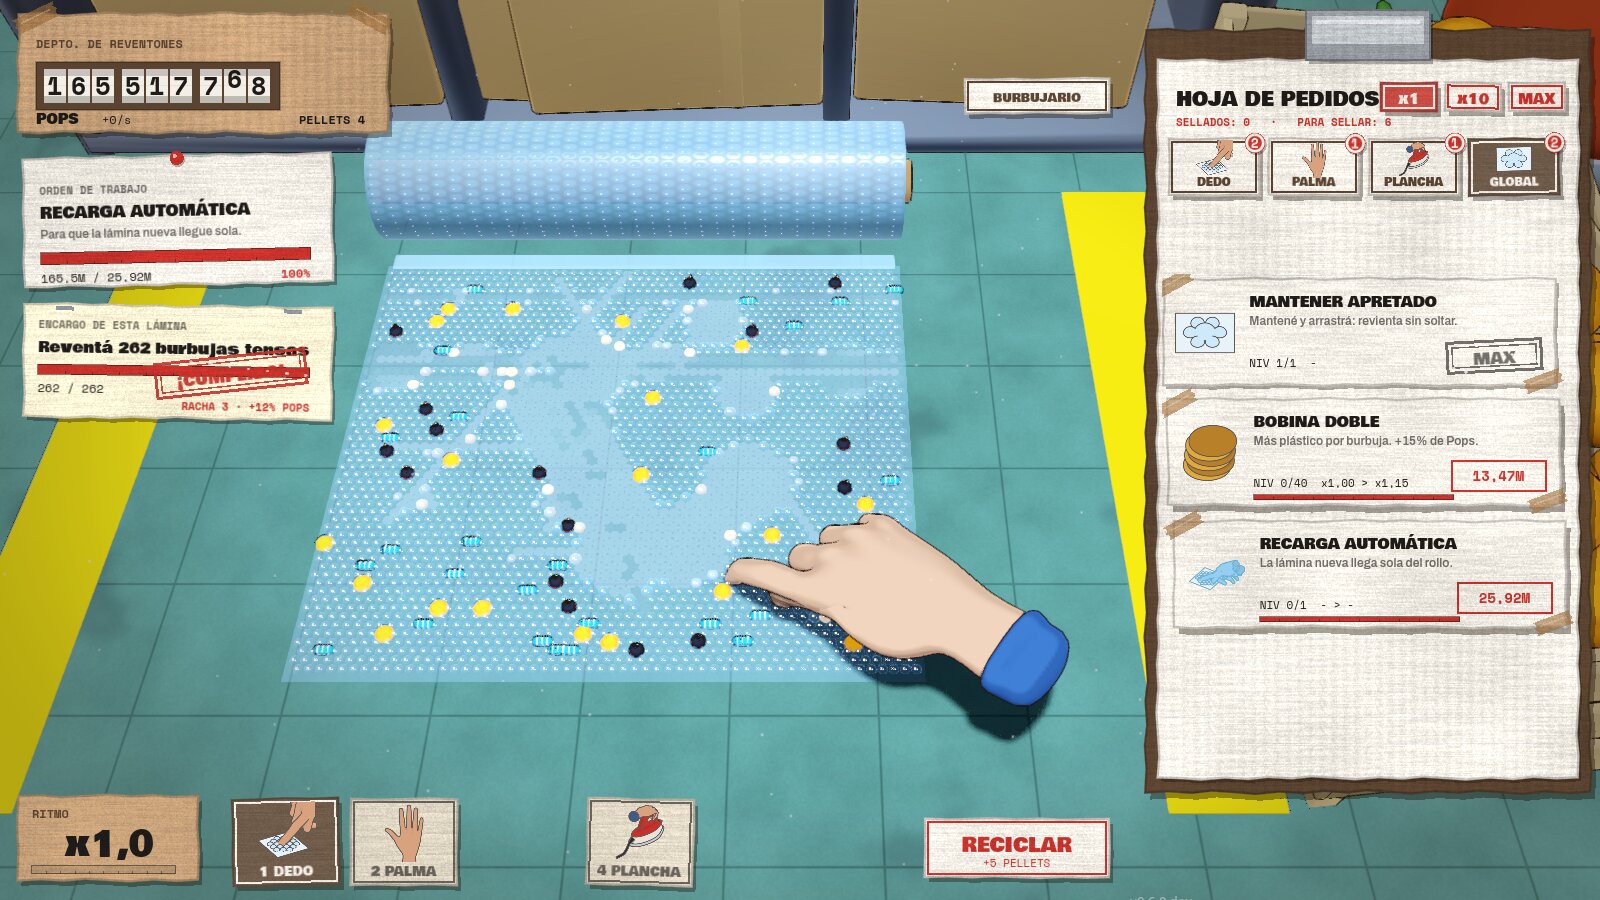 DEPTO. DE REVENTONES
165 517 768
POPS +0/s PELLETS 4
ORDEN DE TRABAJO
RECARGA AUTOMÁTICA
Para que la lámina nueva llegue sola.
165.5M / 25.92M 100%
ENCARGO DE ESTA LÁMINA
Reventá 262 burbujas tensas
262 / 262
RACHA 3 · +12% POPS
BURBUJARIO
HOJA DE PEDIDOS x1 x10 MAX
SELLADOS: 0 · PARA SELLAR: 6
2 1 1 2
DEDO PALMA PLANCHA GLOBAL
MANTENER APRETADO
Mantené y arrastrá: revienta sin soltar.
NIV 1/1 - MAX
BOBINA DOBLE
Más plástico por burbuja. +15% de Pops.
NIV 0/40 x1.00 > x1.15 13,47M
RECARGA AUTOMÁTICA
La lámina nueva llega sola del rollo.
NIV 0/1 - > - 25,92M
RITMO
x1,0
1 DEDO 2 PALMA 4 PLANCHA
RECICLAR
+5 PELLETS